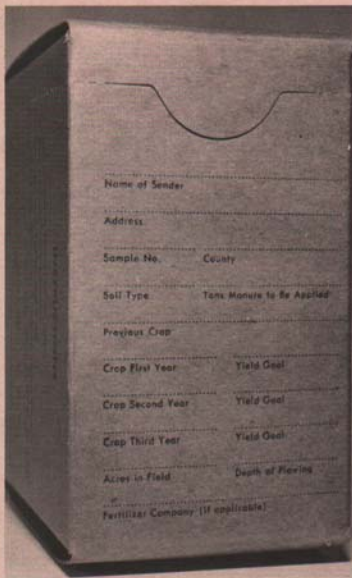 Name of Sender
Address
Sample No. County
Soil Type Tons Manure to Be Applied
Previous Crop
Crop First Year Yield Goal
Crop Second Year Yield Goal
Crop Third Year Yield Goal
Acres in Field Death of Plowing
Fertilizer Company (if applicable)